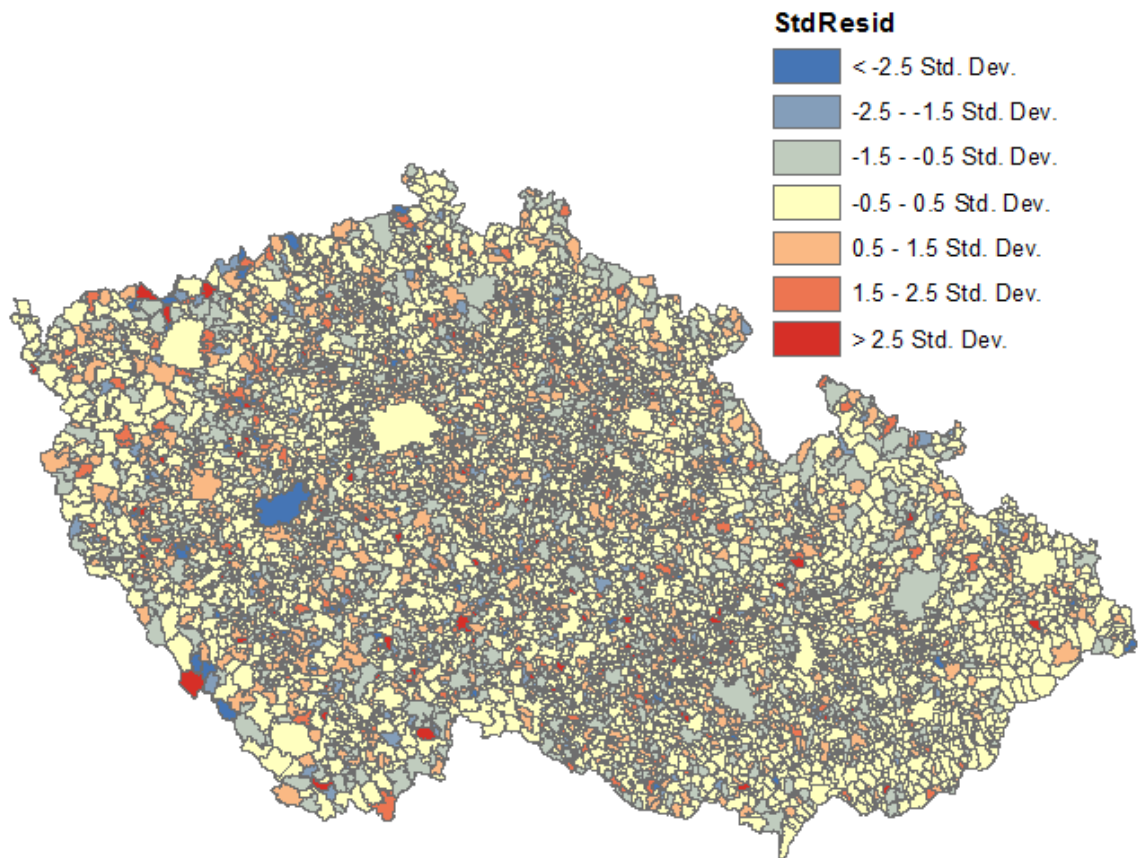 StdResid
< -2.5 Std. Dev.
-2.5 - -1.5 Std. Dev.
-1.5 - -0.5 Std. Dev.
-0.5 - 0.5 Std. Dev.
0.5 - 1.5 Std. Dev.
1.5 - 2.5 Std. Dev.
> 2.5 Std. Dev.